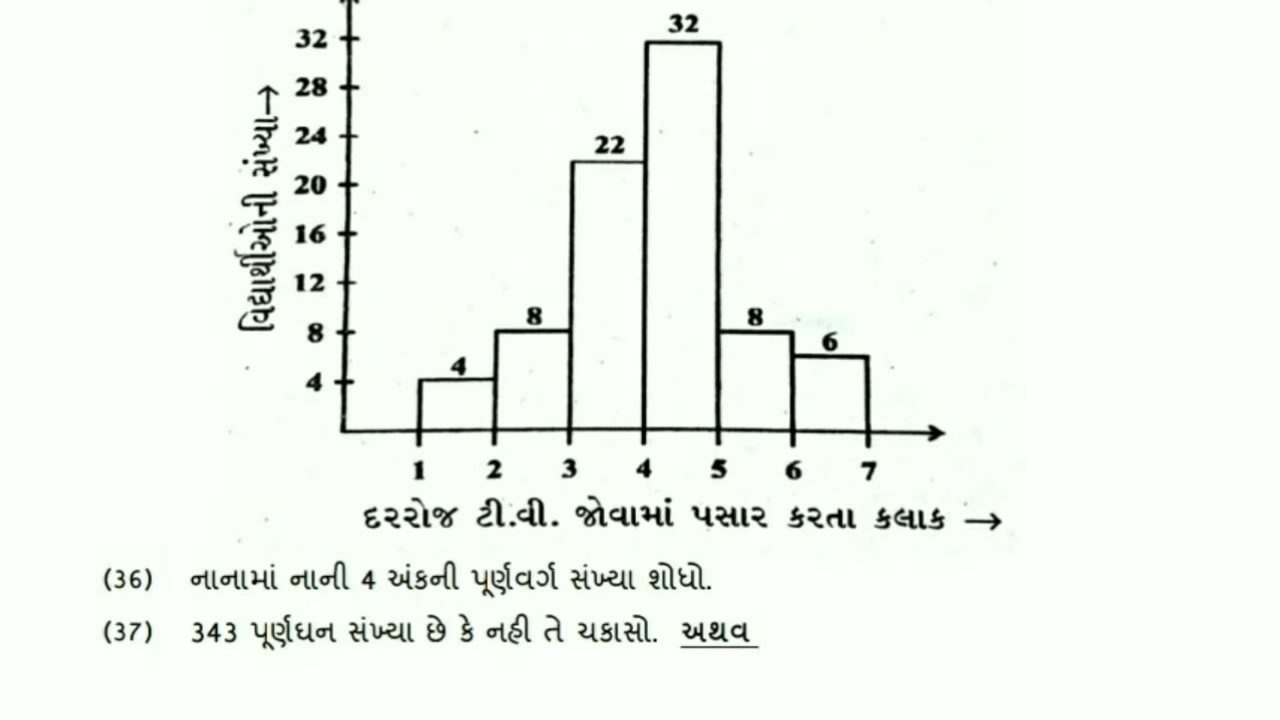 32
32
28
24
22
20
16
12
8
8
8
6
4
4
વિદ્યાર્થીઓની સંખ્યા→
1 2 3 4 5 6 7
દરરોજ ટી.વી. જોવામાં પસાર કરતા કલાક →
(36) નાનામાં નાની 4 અંકની પૂર્ણવર્ગ સંખ્યા શોધો.
(37) 343 પૂર્ણઘન સંખ્યા છે કે નહી તે ચકાસો. અથવ